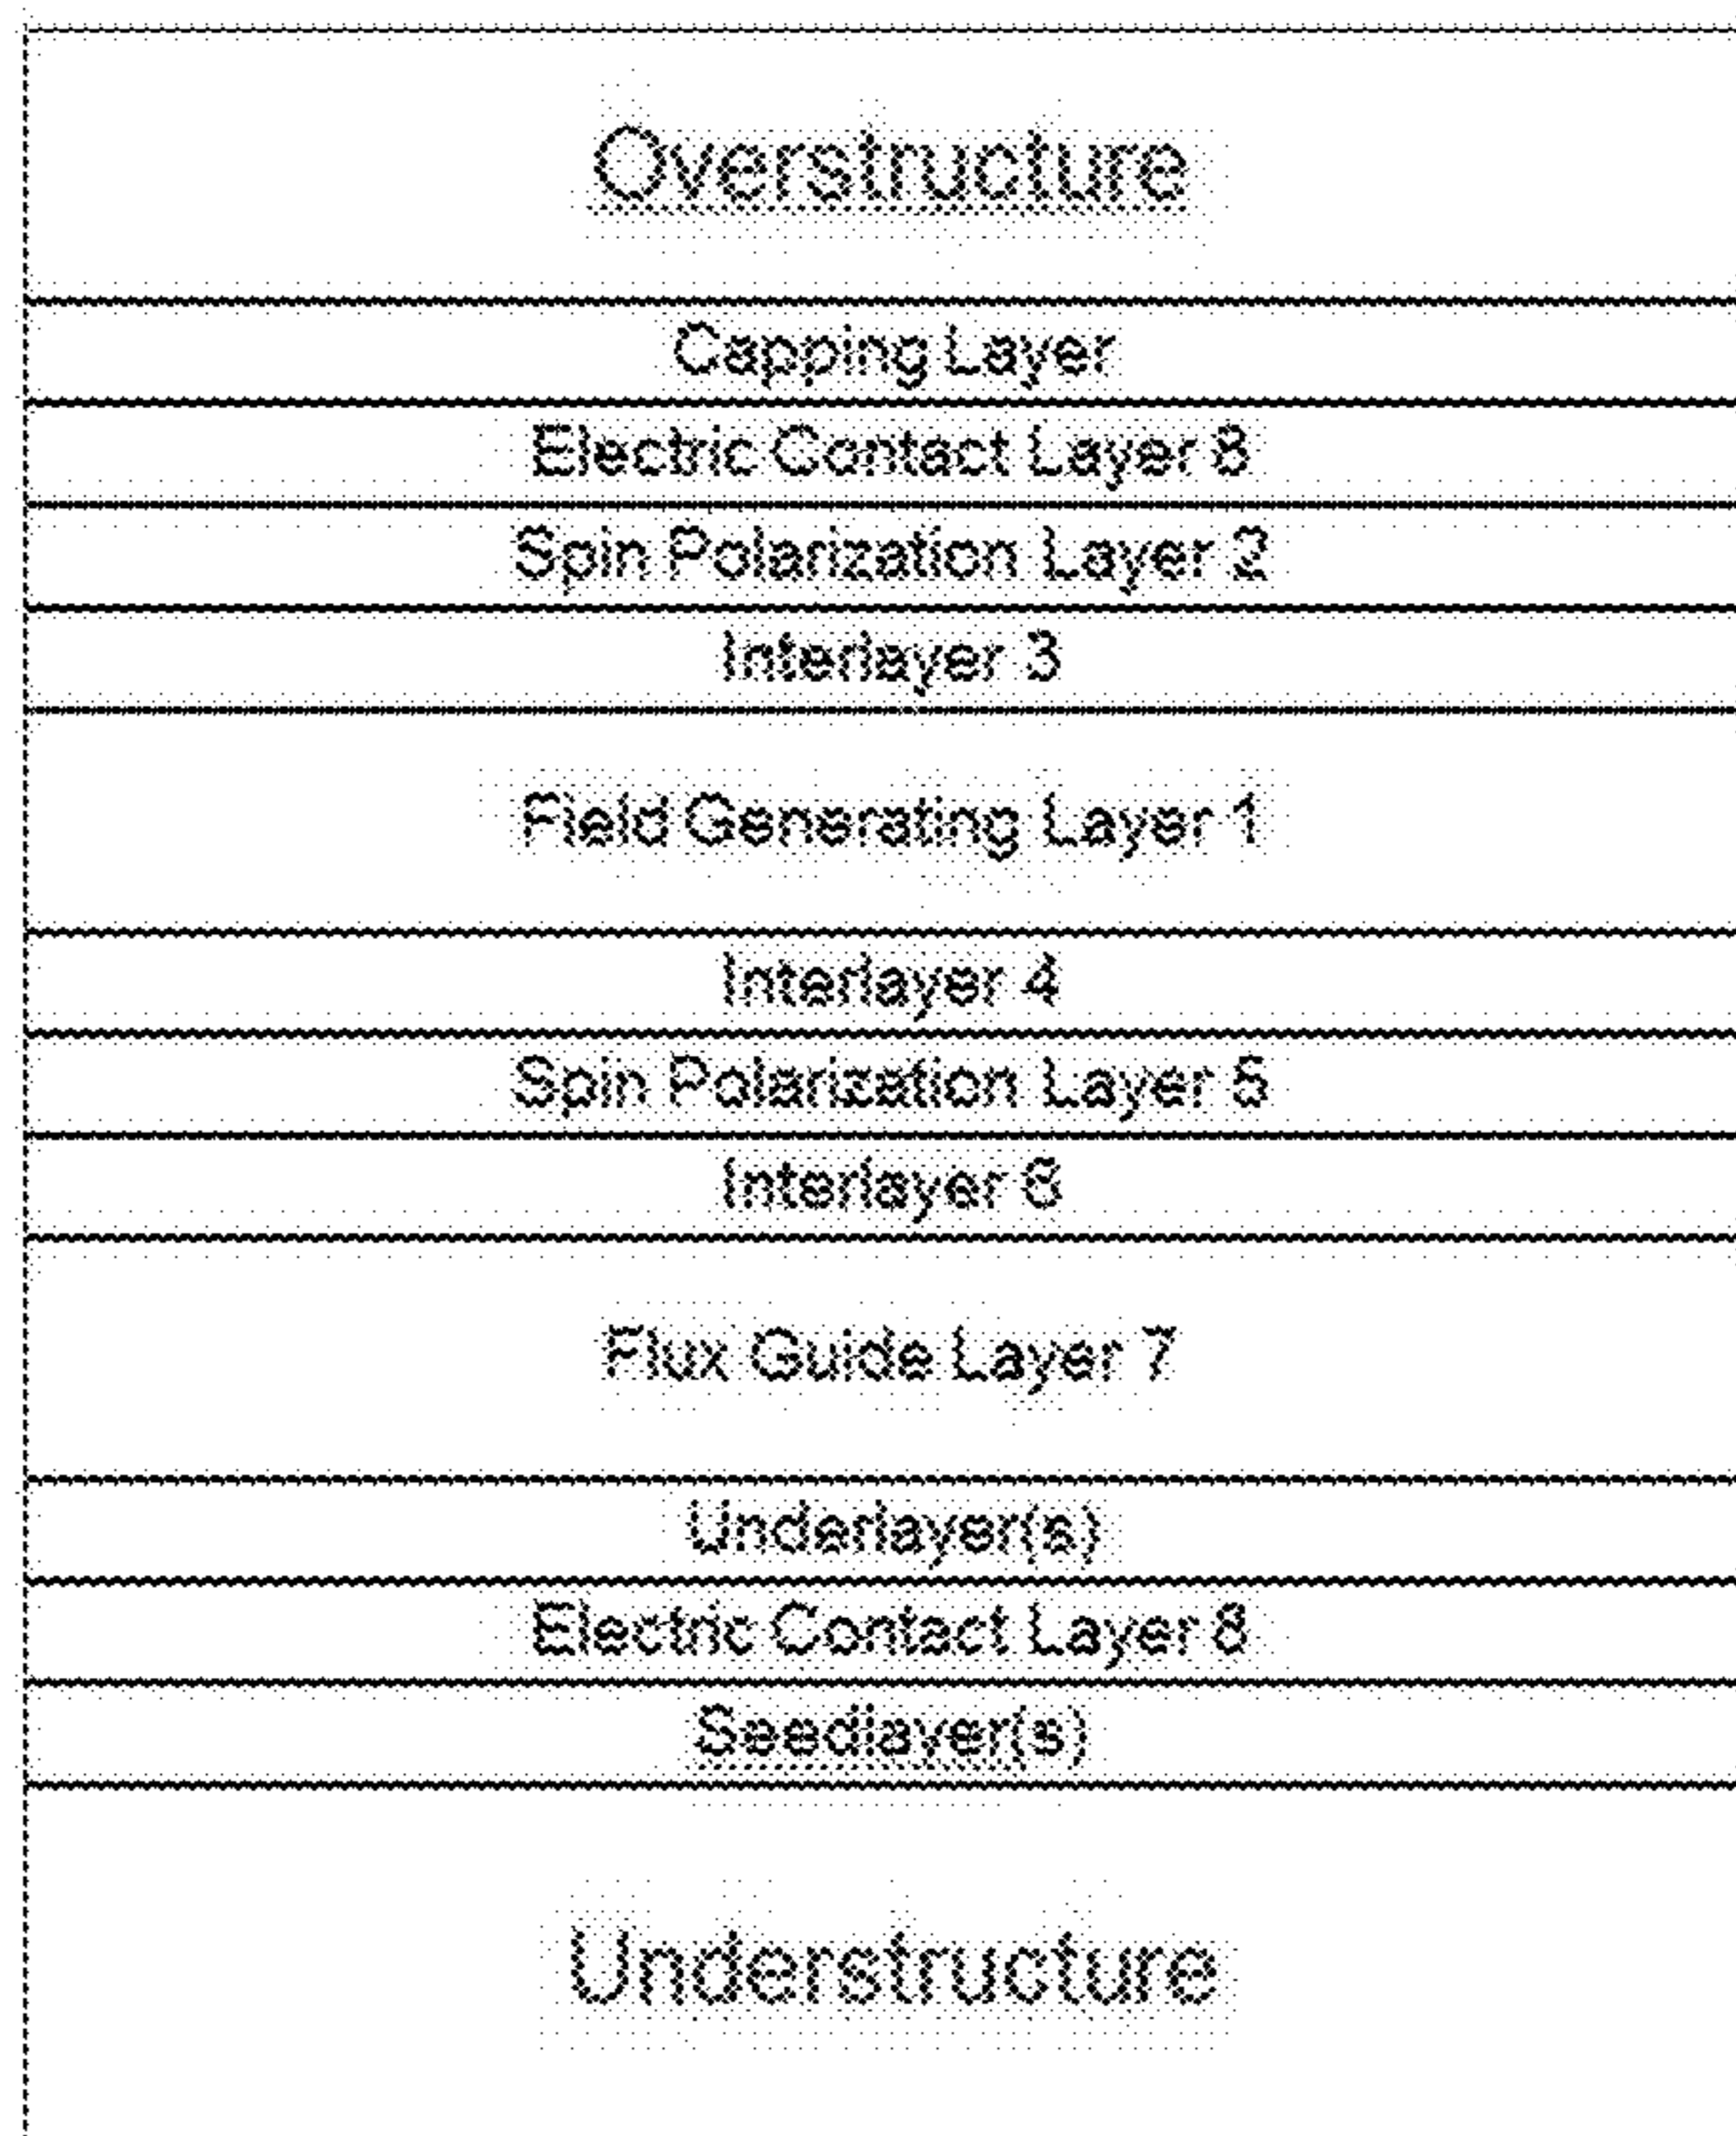 Overstructure
Capping Layer
Electric Contact Layer 8
Spin Polarization Layer 2
Interlayer 3
Field Generating Layer 1
Interlayer 4
Spin Polarization Layer 5
Interlayer 6
Flux Guide Layer 7
Underlayer(s)
Electric Contact Layer 8
Seedlayer(s)
Understructure